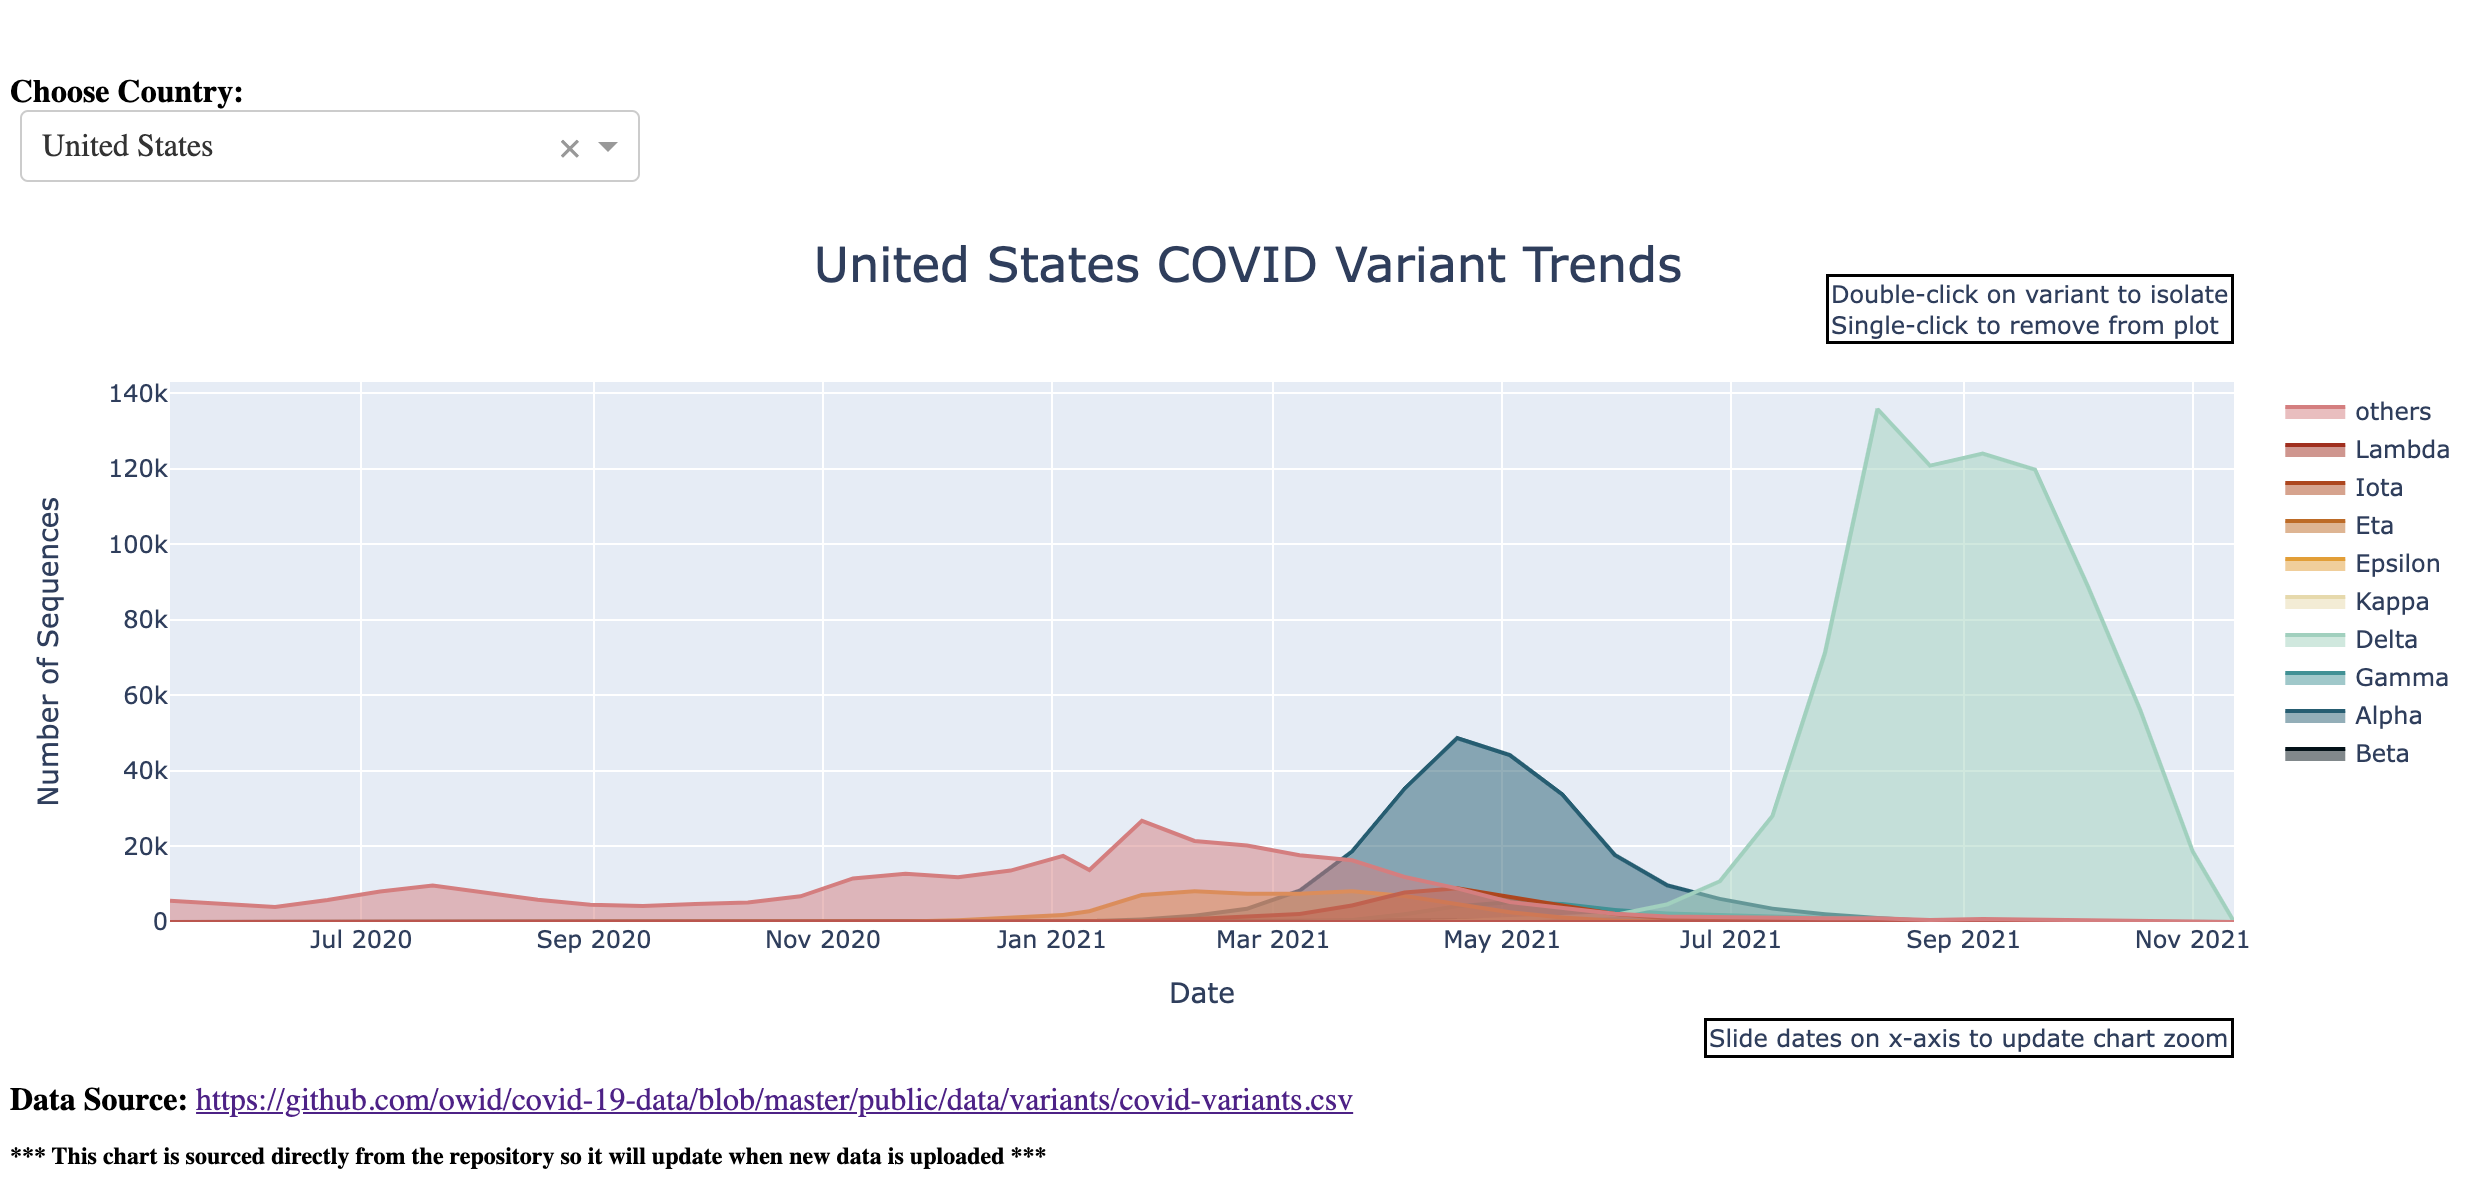 Choose Country:
United States
United States COVID Variant Trends
Double-click on variant to isolate
Single-click to remove from plot
140k
120k
100k
80k
60k
40k
20k
0
Number of Sequences
Jul 2020
Sep 2020
Nov 2020
Jan 2021
Mar 2021
May 2021
Jul 2021
Sep 2021
Nov 2021
Date
others
Lambda
Iota
Eta
Epsilon
Kappa
Delta
Gamma
Alpha
Beta
Slide dates on x-axis to update chart zoom
Data Source: https://github.com/owid/covid-19-data/blob/master/public/data/variants/covid-variants.csv
*** This chart is sourced directly from the repository so it will update when new data is uploaded ***